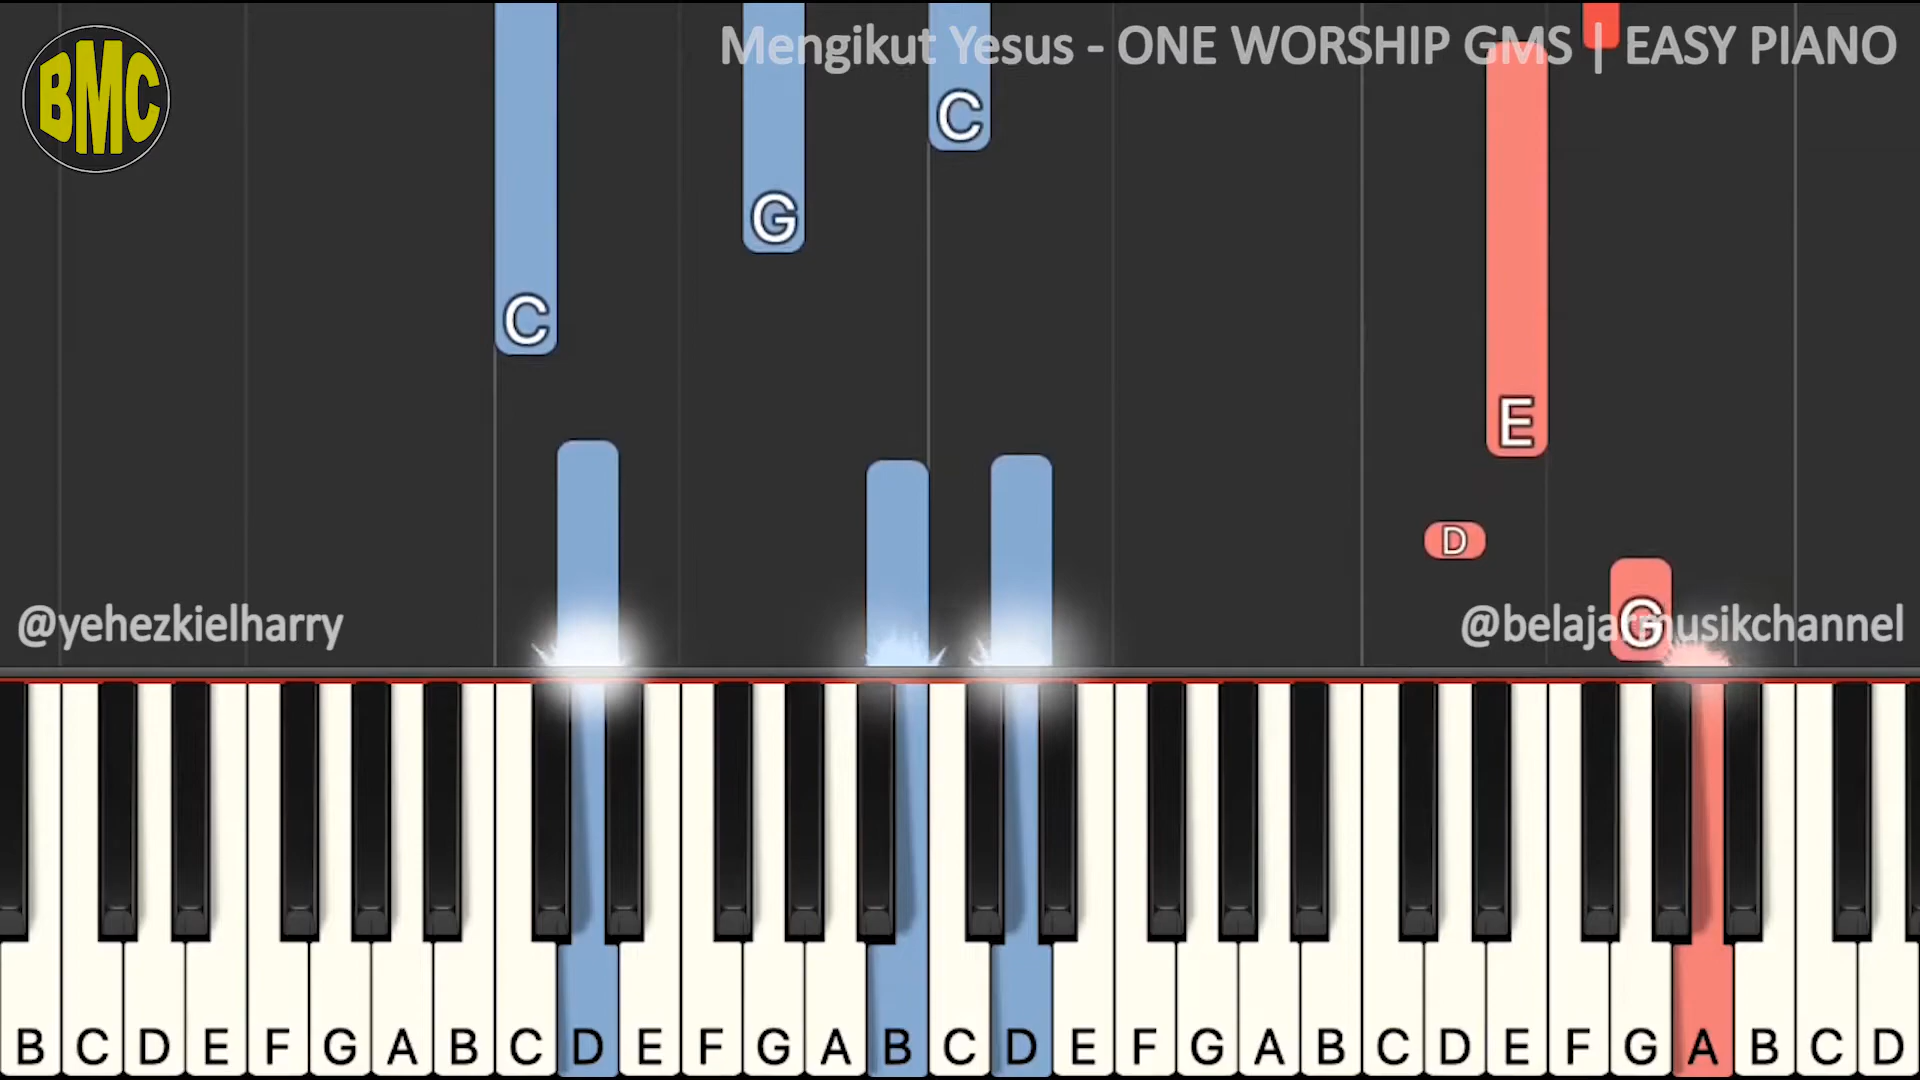 BMC
Mengikut Yesus - ONE WORSHIP GMS | EASY PIANO
C
G
C
E
D
G
@yehezkielharry
@belajarmusikchannel
B C D E F G A B C D E F G A B C D E F G A B C D E F G A B C D